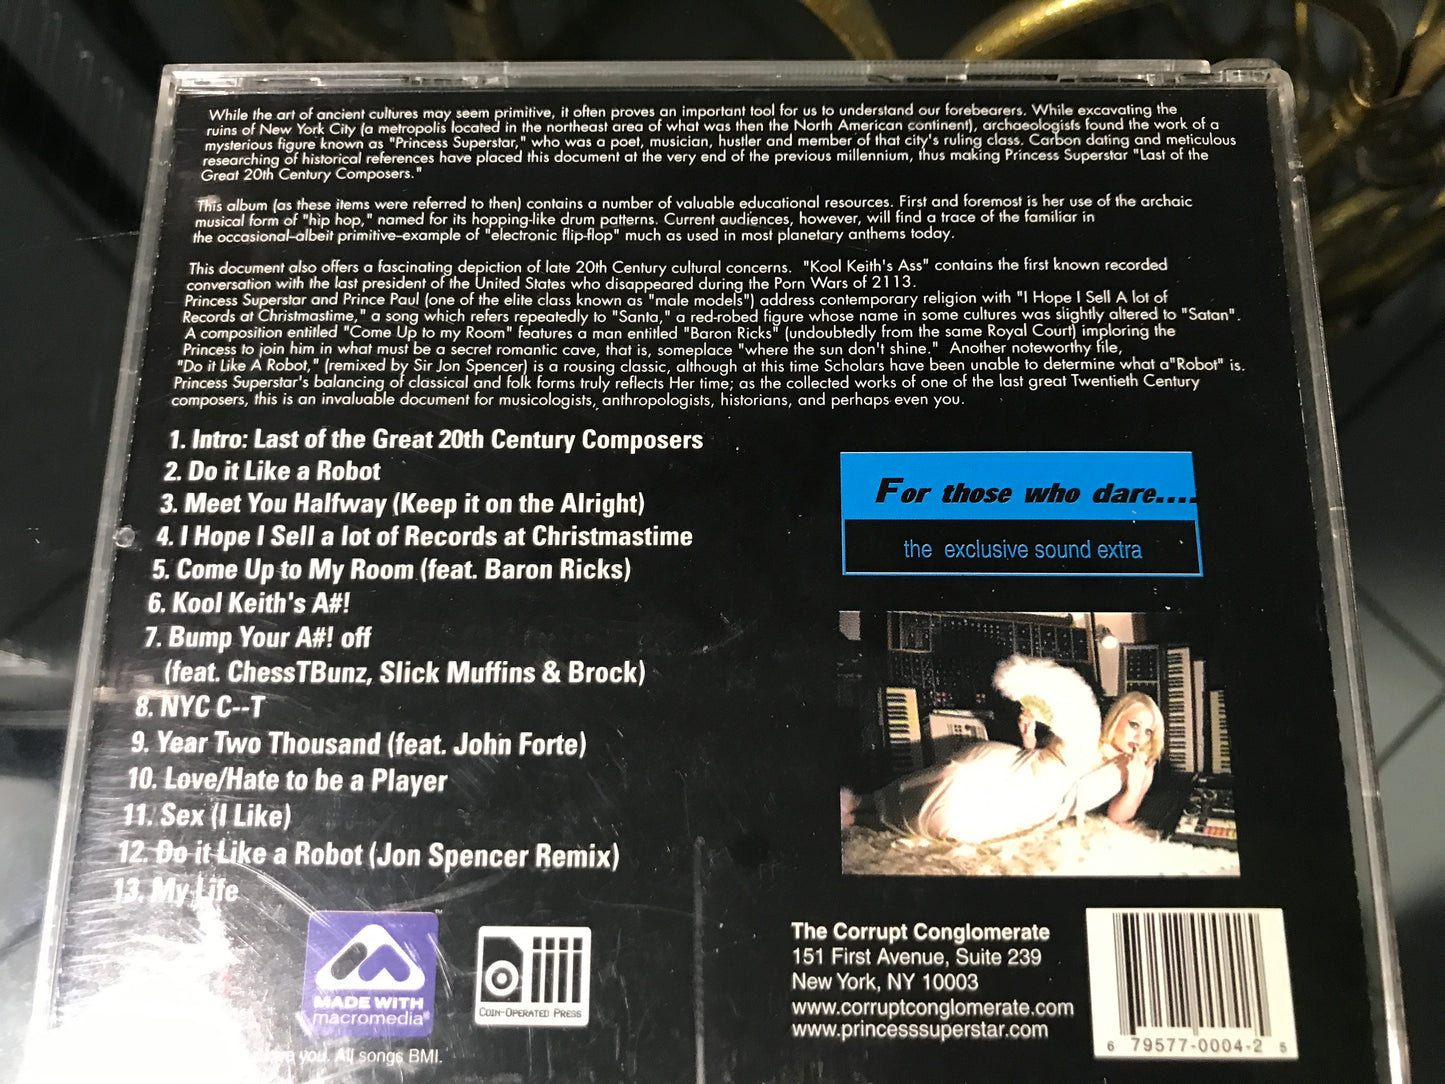 While the art of ancient cultures may seem primitive, it often proves an important tool for us to understand our forebearers. While excavating the
ruins of New York City (a metropolis located in the northeast area of what was then the North American continent), archaeologists found the work of a
mysterious figure known as "Princess Superstar," who was a poet, musician, hustler and member of that city's ruling class. Carbon dating and meticulous
researching of historical references have placed this document at the very end of the previous millennium, thus making Princess Superstar "Last of the
Great 20th Century Composers."
This album (as these items were referred to then) contains a number of valuable educational resources. First and foremost is her use of the archaic
musical form of "hip hop," named for its hopping-like drum patterns. Current audiences, however, will find a trace of the familiar in
the occasional–albeit primitive–example of "electronic flip-flop" much as used in most planetary anthems today.
This document also offers a fascinating depiction of late 20th Century cultural concerns. "Kool Keith's Ass" contains the first known recorded
conversation with the last president of the United States who disappeared during the Porn Wars of 2113.
Princess Superstar and Prince Paul (one of the elite class known as "male models") address contemporary religion with "I Hope I Sell A lot of
Records at Christmastime," a song which refers repeatedly to "Santa," a red-robed figure whose name in some cultures was slightly altered to "Satan".
A composition entitled "Come Up to my Room" features a man entitled "Baron Ricks" (undoubtedly from the same Royal Court) imploring the
Princess to join him in what must be a secret romantic cave, that is, someplace "where the sun don't shine." Another noteworthy file,
"Do it Like A Robot," (remixed by Sir Jon Spencer) is a rousing classic, although at this time Scholars have been unable to determine what a"Robot" is.
Princess Superstar's balancing of classical and folk forms truly reflects Her time; as the collected works of one of the last great Twentieth Century
composers, this is an invaluable document for musicologists, anthropologists, historians, and perhaps even you.
1. Intro: Last of the Great 20th Century Composers
2. Do it Like a Robot
3. Meet You Halfway (Keep it on the Alright)
4. I Hope I Sell a lot of Records at Christmastime
5. Come Up to My Room (feat. Baron Ricks)
6. Kool Keith's A#!
7. Bump Your A#! off
(feat. ChessTBunz, Slick Muffins & Brock)
8. NYC C--T
9. Year Two Thousand (feat. John Forte)
10. Love/Hate to be a Player
11. Sex (I Like)
12. Do it Like a Robot (Jon Spencer Remix)
13. My Life
For those who dare....
the exclusive sound extra
MADE WITH
macromedia
COIN-OPERATED PRESS
you. All songs BMI.
The Corrupt Conglomerate
151 First Avenue, Suite 239
New York, NY 10003
www.corruptconglomerate.com
www.princesssuperstar.com
6 79577-0004-2 5